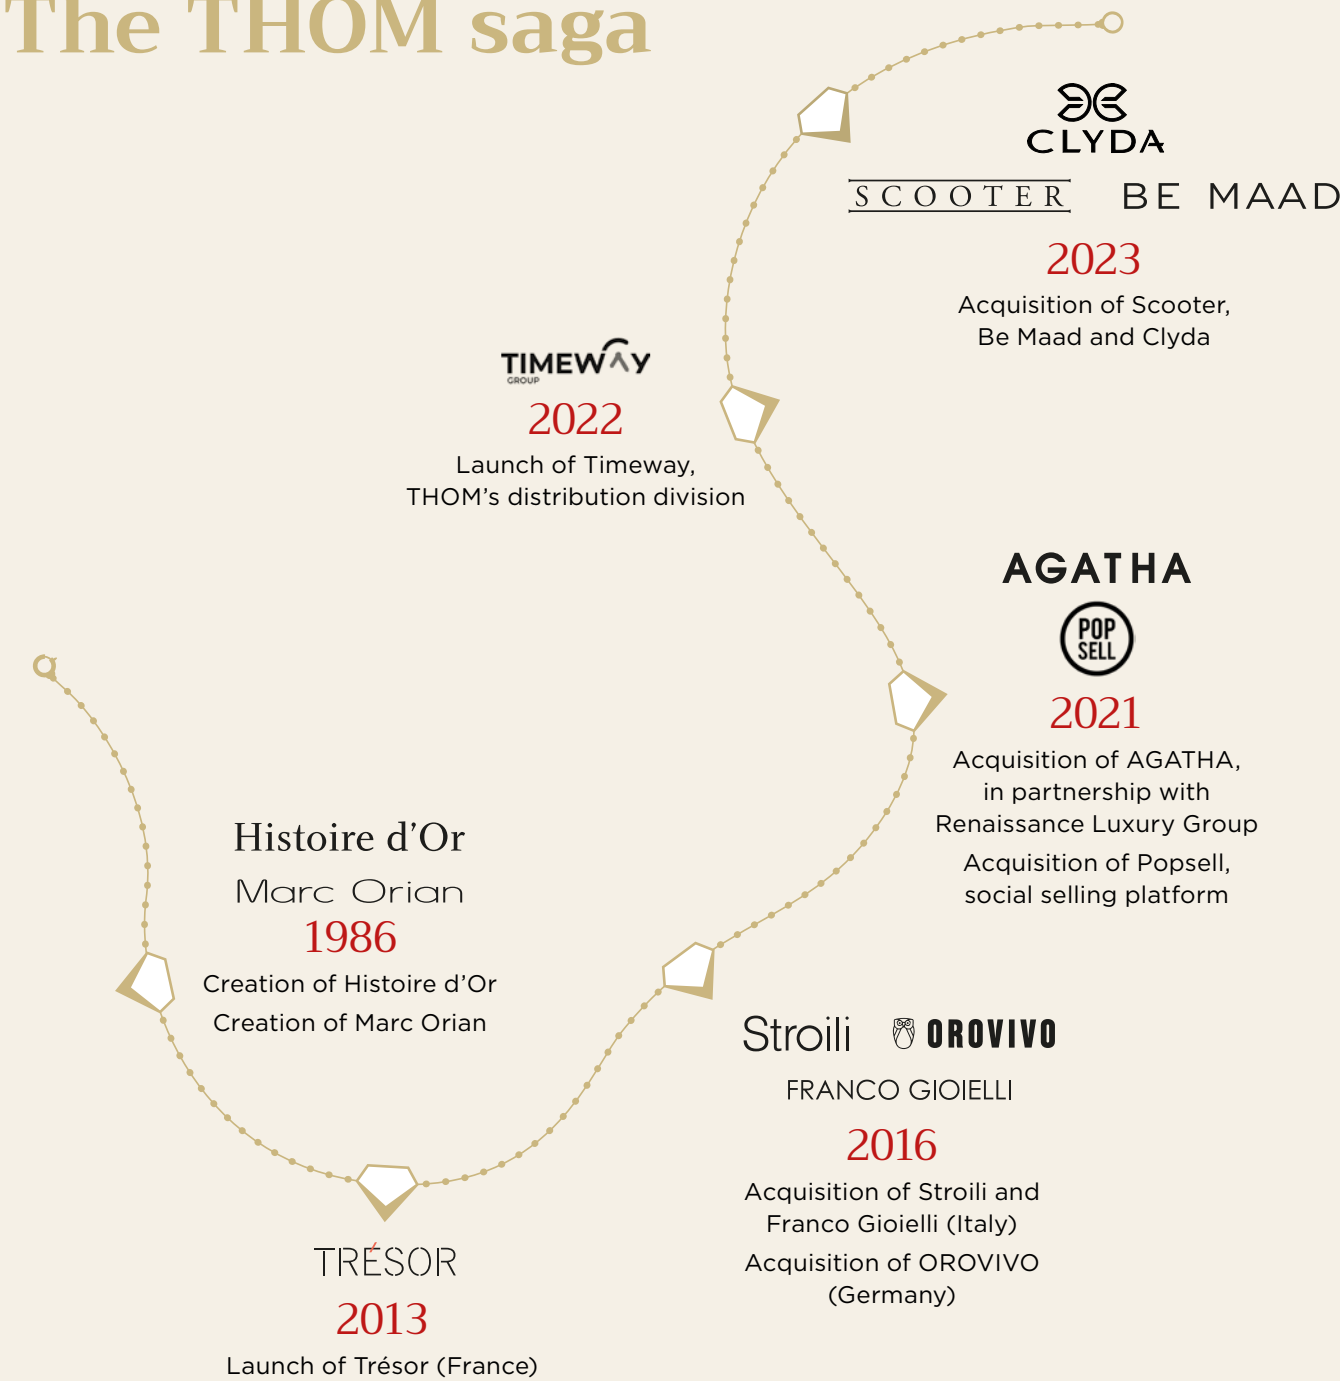 The THOM saga
CLYDA
SCOOTER BE MAAD
2023
Acquisition of Scooter,
Be Maad and Clyda
TIMEWAY
GROUP
2022
Launch of Timeway,
THOM’s distribution division
AGATHA
POP
SELL
2021
Acquisition of AGATHA,
in partnership with
Renaissance Luxury Group
Acquisition of Popsell,
social selling platform
Histoire d’Or
Marc Orian
1986
Creation of Histoire d’Or
Creation of Marc Orian
Stroili OROVIVO
FRANCO GIOIELLI
2016
Acquisition of Stroili and
Franco Gioielli (Italy)
Acquisition of OROVIVO
(Germany)
TRÉSOR
2013
Launch of Trésor (France)